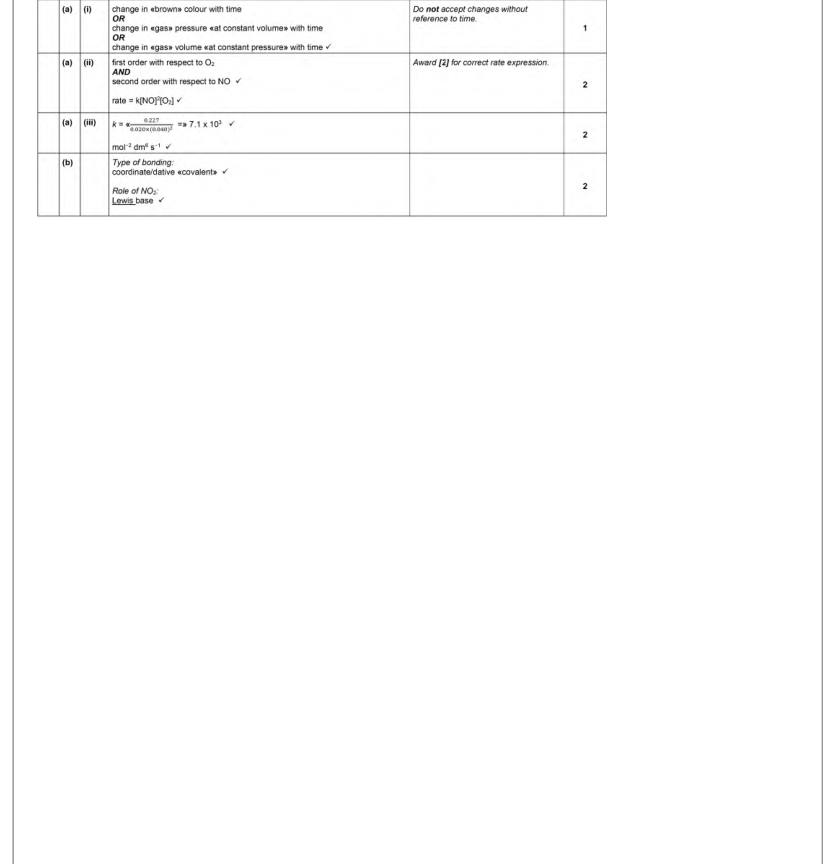 (a) (i) change in «brown» colour with time Do not accept changes without
OR reference to time.
change in «gas» pressure «at constant volume» with time 1
OR
change in «gas» volume «at constant pressure» with time ✓
(a) (ii) first order with respect to O₂ Award [2] for correct rate expression.
AND
second order with respect to NO ✓ 2
rate = k[NO]²[O₂] ✓
(a) (iii) k = «0.227/0.020×(0.040)² =» 7.1 x 10³ ✓
2
mol⁻² dm⁶ s⁻¹ ✓
(b) Type of bonding:
coordinate/dative «covalent» ✓
2
Role of NO₂:
Lewis base ✓